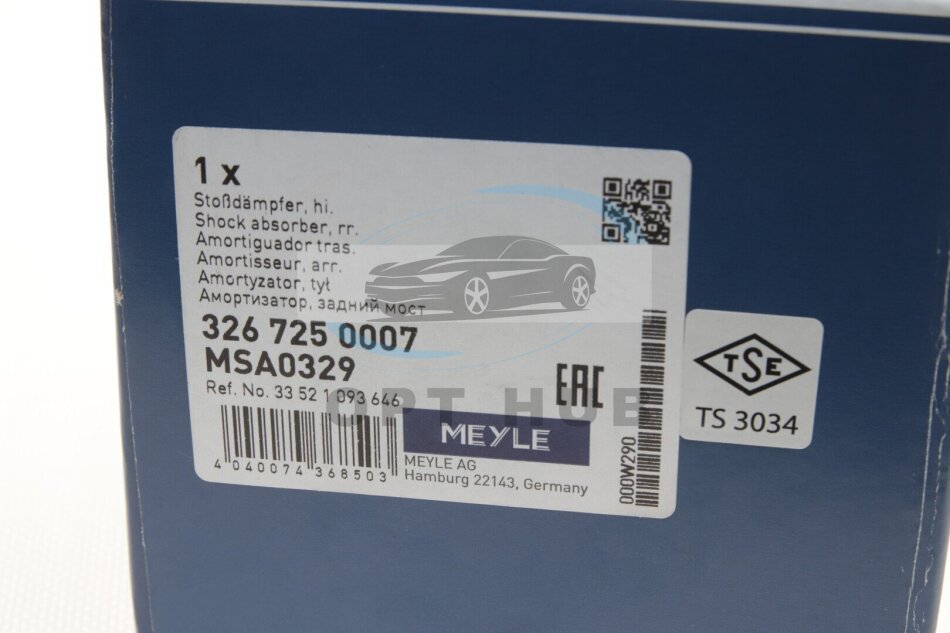 1 x
Stoßdämpfer, hi.
Shock absorber, rr.
Amortiguador tras.
Amortisseur, arr.
Amortyzator, tył
Амортизатор, задний мост
326 725 0007
MSA0329
Ref. No. 33 52 1 093 646
EAC
OPT HUB
MEYLE
4 040074 368503
MEYLE AG
Hamburg 22143, Germany
000W290
TSE
TS 3034